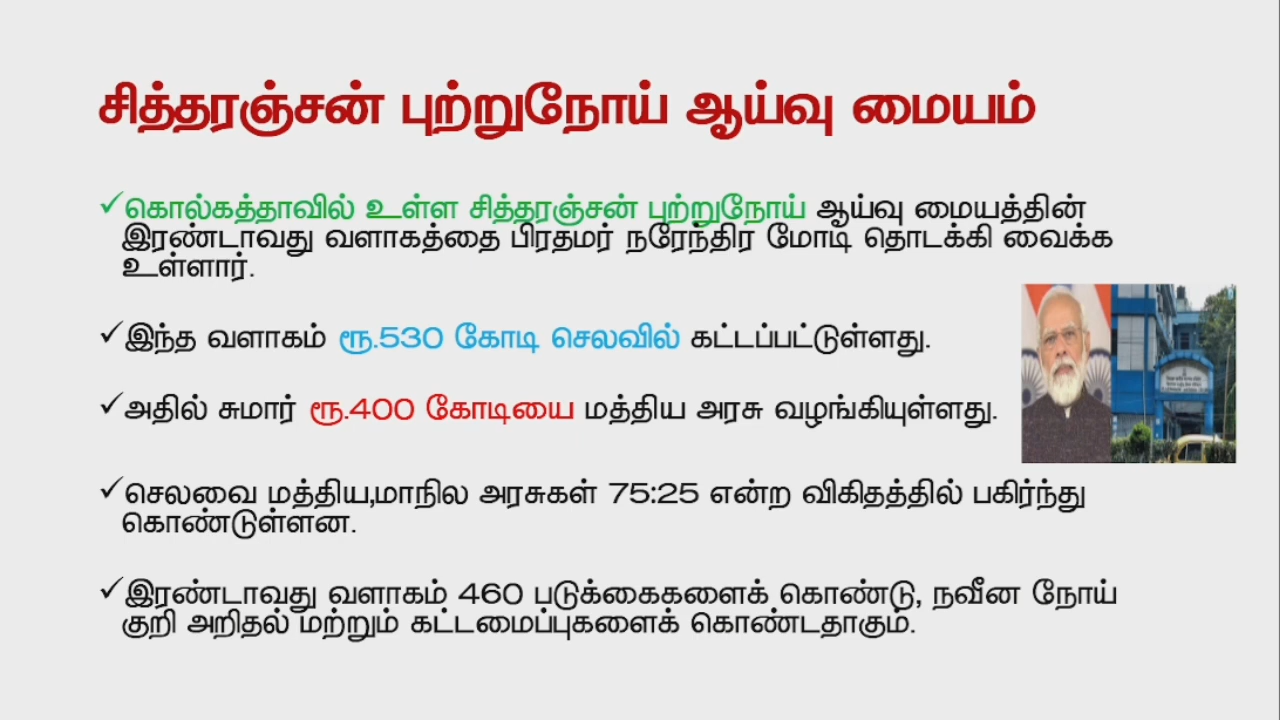 சித்தரஞ்சன் புற்றுநோய் ஆய்வு மையம்
✓கொல்கத்தாவில் உள்ள சித்தரஞ்சன் புற்றுநோய் ஆய்வு மையத்தின்
இரண்டாவது வளாகத்தை பிரதமர் நரேந்திர மோடி தொடக்கி வைக்க
உள்ளார்.
✓இந்த வளாகம் ரூ.530 கோடி செலவில் கட்டப்பட்டுள்ளது.
✓அதில் சுமார் ரூ.400 கோடியை மத்திய அரசு வழங்கியுள்ளது.
✓செலவை மத்திய,மாநில அரசுகள் 75:25 என்ற விகிதத்தில் பகிர்ந்து
கொண்டுள்ளன.
✓இரண்டாவது வளாகம் 460 படுக்கைகளைக் கொண்டு, நவீன நோய்
குறி அறிதல் மற்றும் கட்டமைப்புகளைக் கொண்டதாகும்.